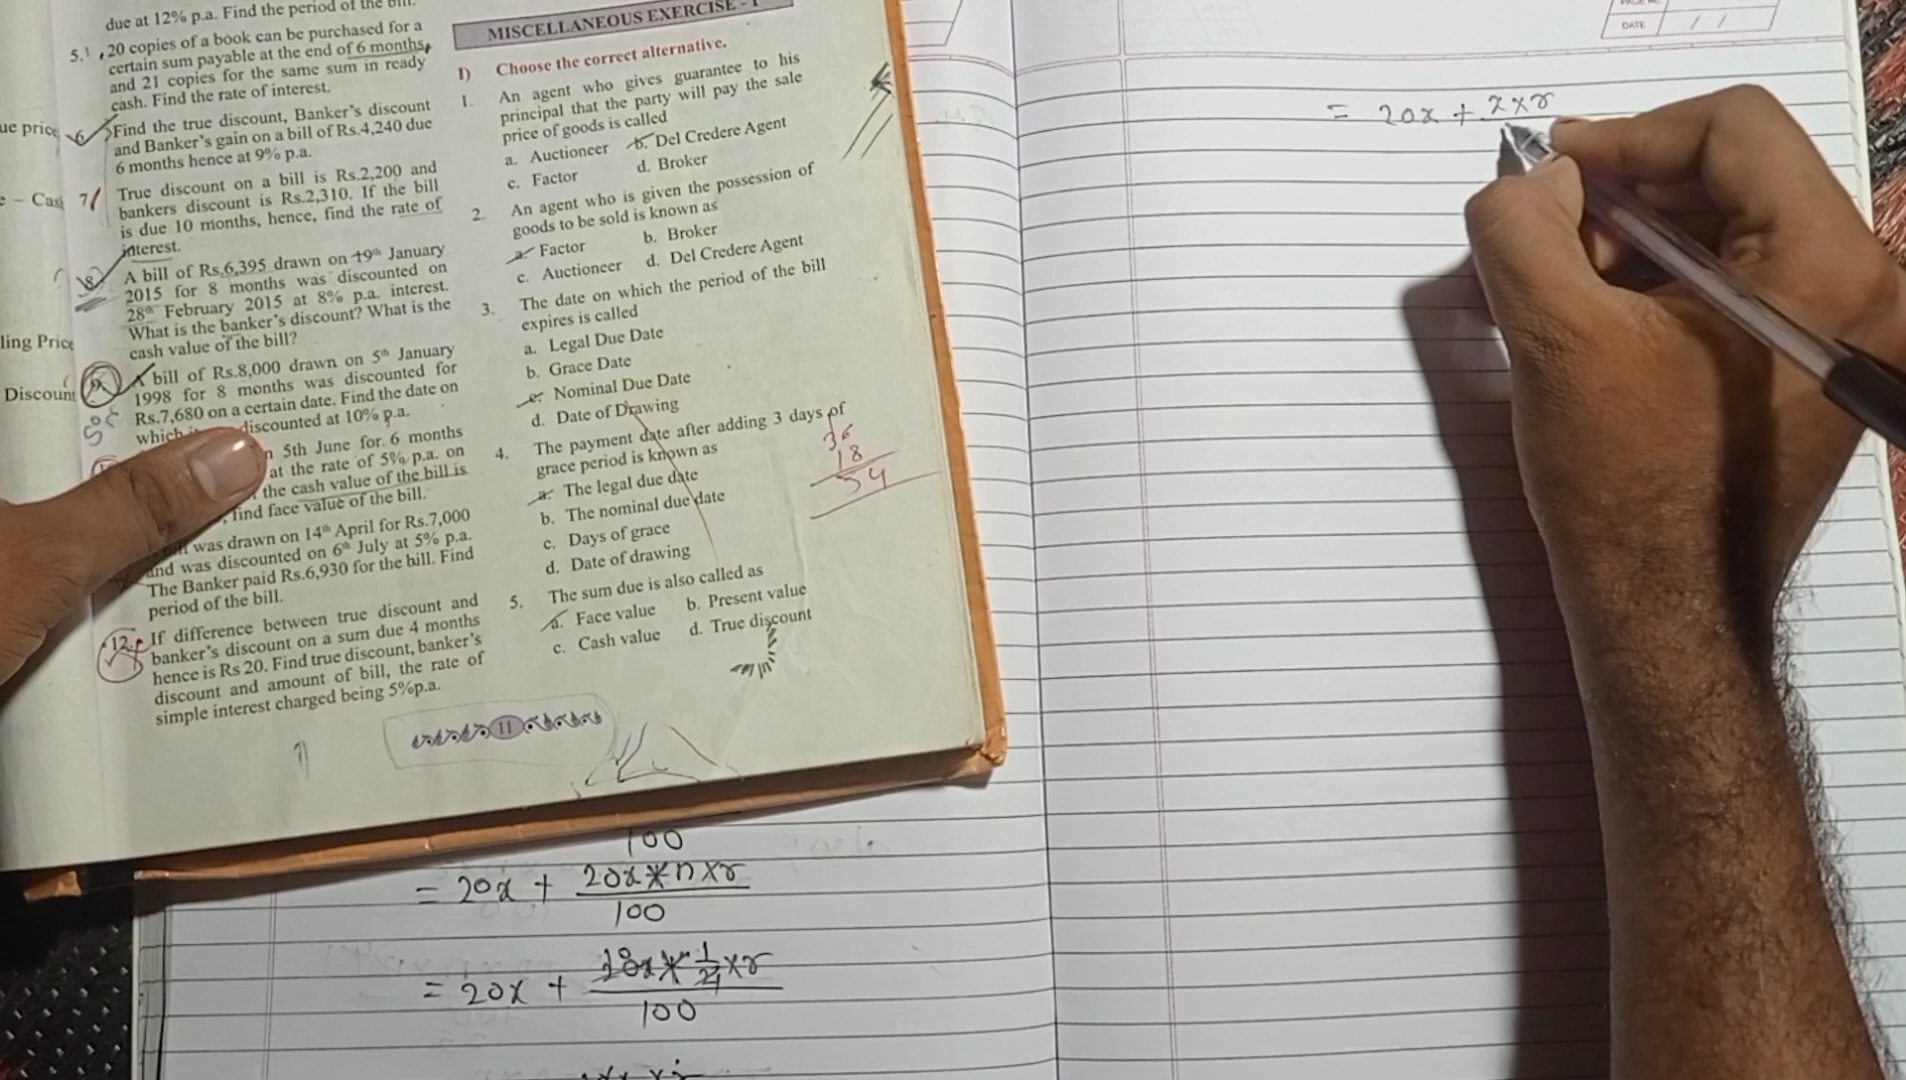 due at 12% p.a. Find the period of the bill.
5. 20 copies of a book can be purchased for a
certain sum payable at the end of 6 months,
and 21 copies for the same sum in ready
cash. Find the rate of interest.
ue price
6. Find the true discount, Banker's discount
and Banker's gain on a bill of Rs.4,240 due
6 months hence at 9% p.a.
7 True discount on a bill is Rs.2,200 and
bankers discount is Rs.2,310. If the bill
is due 10 months, hence, find the rate of
interest.
e – Cas
8 A bill of Rs.6,395 drawn on 19th January
2015 for 8 months was discounted on
28th February 2015 at 8% p.a. interest.
What is the banker's discount? What is the
cash value of the bill?
ling Price
Discount
9 A bill of Rs.8,000 drawn on 5th January
1998 for 8 months was discounted for
Rs.7,680 on a certain date. Find the date on
which discounted at 10% p.a.
n 5th June for 6 months
at the rate of 5% p.a. on
the cash value of the bill is
find face value of the bill.
was drawn on 14th April for Rs.7,000
and was discounted on 6th July at 5% p.a.
The Banker paid Rs.6,930 for the bill. Find
period of the bill.
12. If difference between true discount and
banker's discount on a sum due 4 months
hence is Rs 20. Find true discount, banker's
discount and amount of bill, the rate of
simple interest charged being 5%p.a.
11
MISCELLANEOUS EXERCISE - 1
I) Choose the correct alternative.
1. An agent who gives guarantee to his
principal that the party will pay the sale
price of goods is called
a. Auctioneer b. Del Credere Agent
c. Factor d. Broker
2. An agent who is given the possession of
goods to be sold is known as
a. Factor b. Broker
c. Auctioneer d. Del Credere Agent
3. The date on which the period of the bill
expires is called
a. Legal Due Date
b. Grace Date
c. Nominal Due Date
d. Date of Drawing
4. The payment date after adding 3 days of
grace period is known as
a. The legal due date
b. The nominal due date
c. Days of grace
d. Date of drawing
36
18
54
5. The sum due is also called as
a. Face value b. Present value
c. Cash value d. True discount
100
= 20x + 20x × n × r
100
= 20x + 20x × 1/4 × r
100
DATE / /
= 20x + x × r